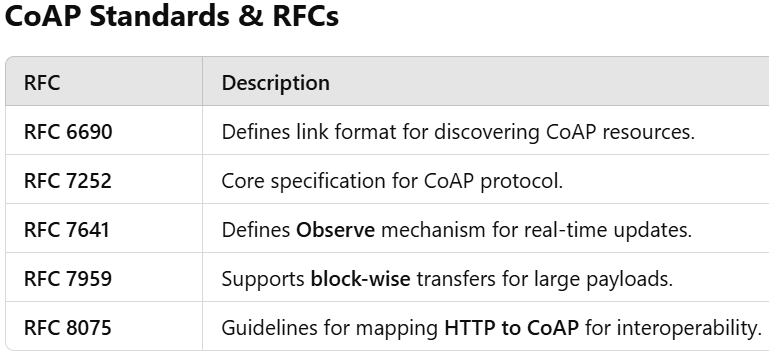 CoAP Standards & RFCs
RFC Description
RFC 6690 Defines link format for discovering CoAP resources.
RFC 7252 Core specification for CoAP protocol.
RFC 7641 Defines Observe mechanism for real-time updates.
RFC 7959 Supports block-wise transfers for large payloads.
RFC 8075 Guidelines for mapping HTTP to CoAP for interoperability.